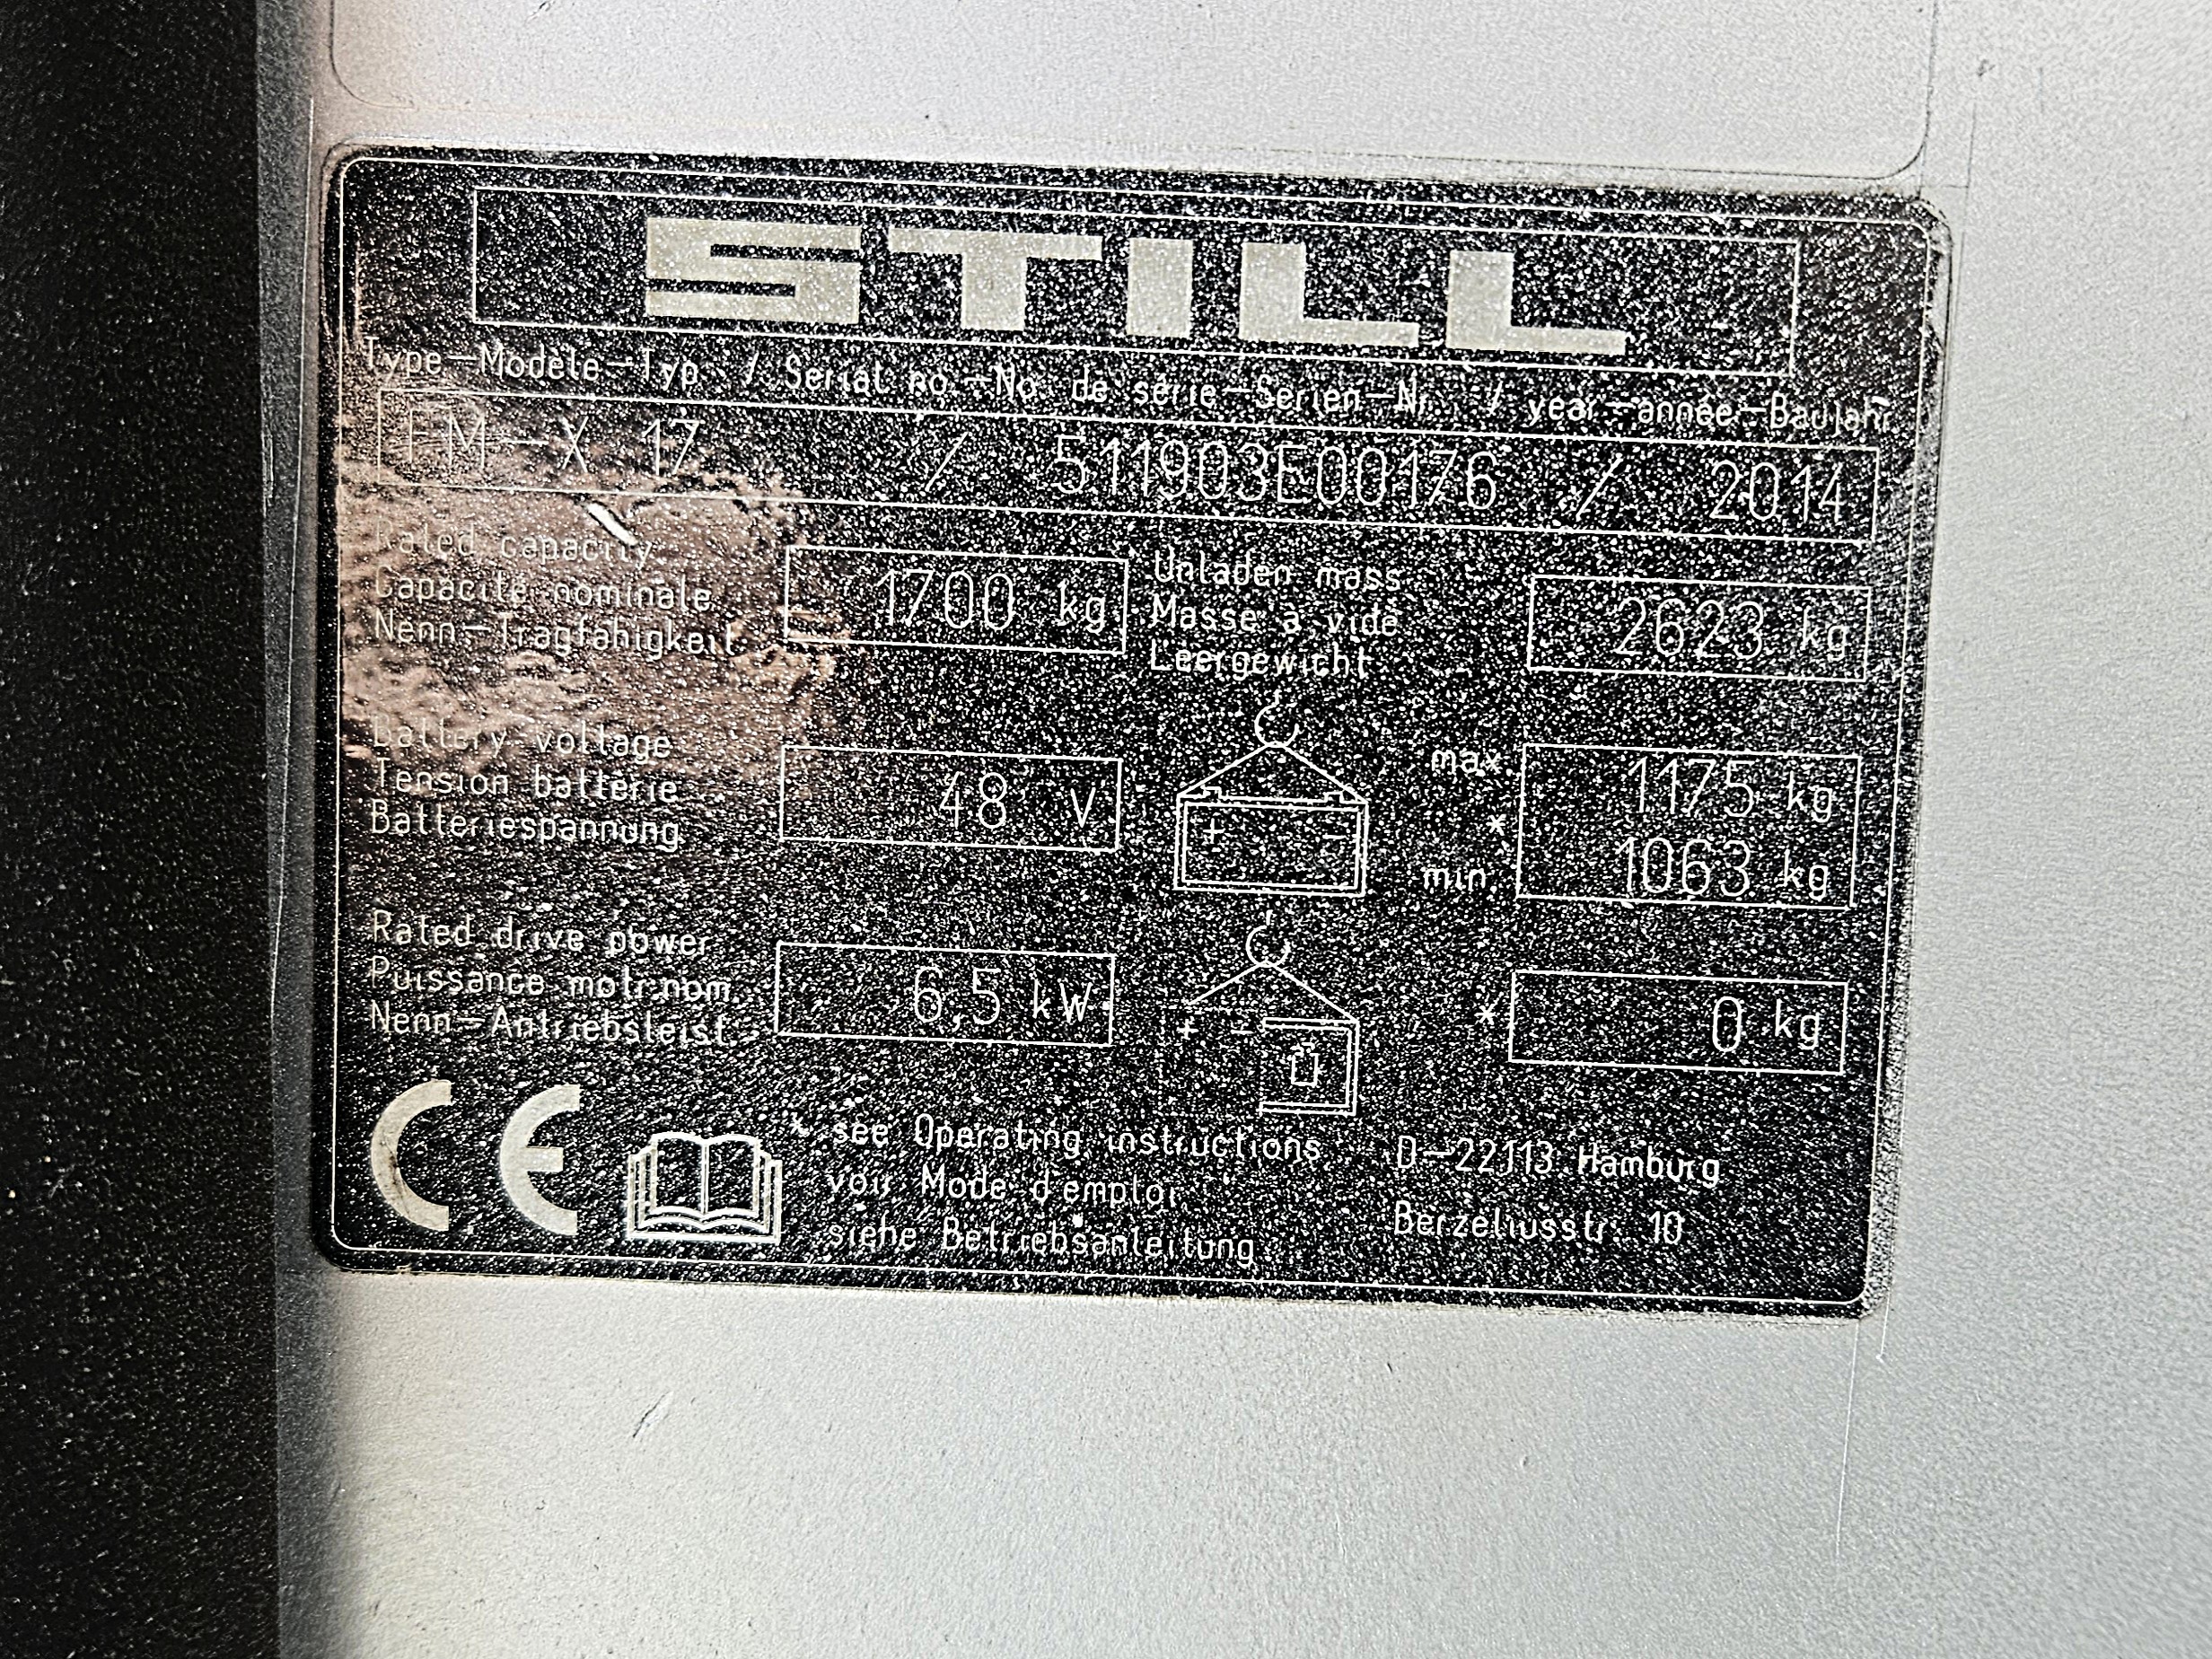 STILL
Type-Modèle-Typ / Serial no.-No. de série-Serien-Nr. / year-année-Baujahr
FM-X 17 / 511903E00176 / 2014
Rated capacity
Capacité nominale
Nenn-Tragfähigkeit
1700 kg
Unladen mass
Masse à vide
Leergewicht
2623 kg
Battery voltage
Tension batterie
Batteriespannung
48 V
+ -
max.
1175 kg
*
min.
1063 kg
Rated drive power
Puissance motr.nom.
Nenn-Antriebsleist.
6,5 kW
+ -
*
0 kg
CE
* see Operating instructions
voir Mode d'emploi
siehe Betriebsanleitung
D-22113 Hamburg
Berzeliusstr. 10